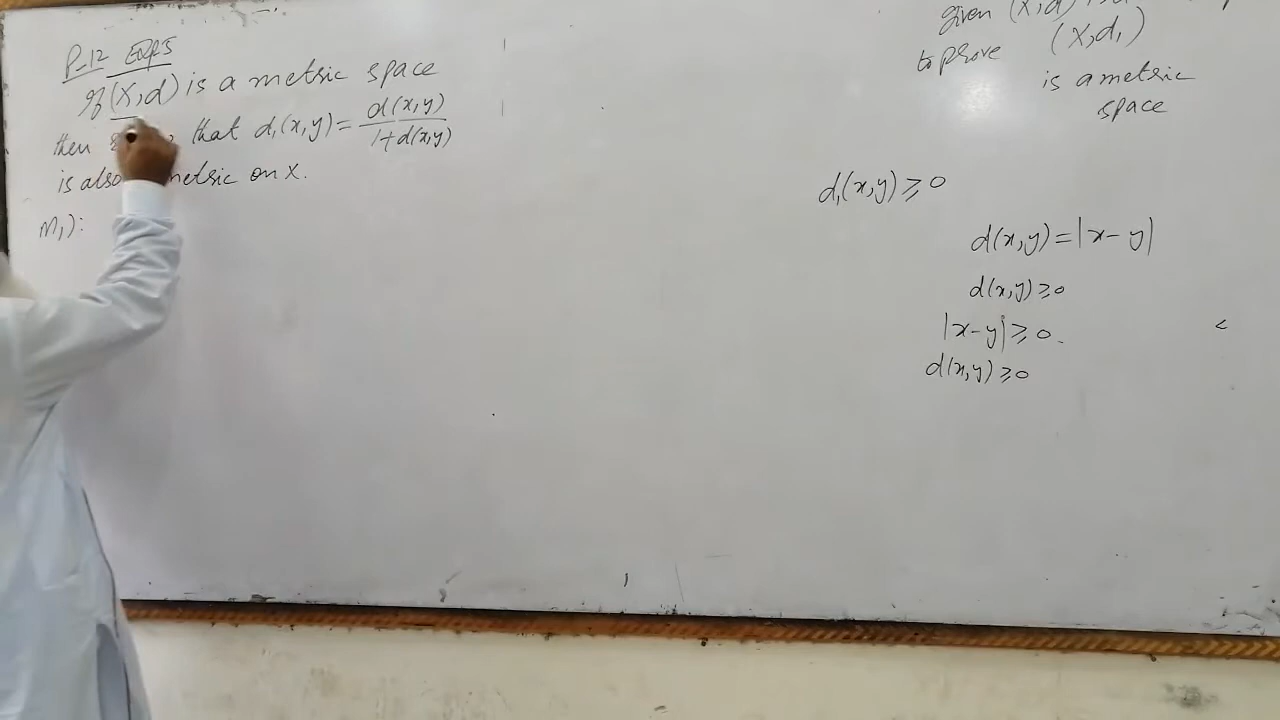 P-12 Exp5
If (X,d) is a metric space
then that d₁(x,y) = d(x,y)/1+d(x,y)
is also metric on X.
M₁):
given (X,d)
to prove (X,d₁)
is a metric
space
d₁(x,y) ≥ 0
d(x,y) = |x-y|
d(x,y) ≥ 0
|x-y| ≥ 0.
d(x,y) ≥ 0
<